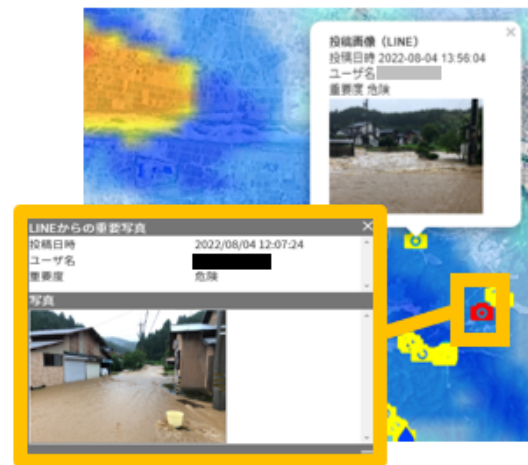 投稿画像（LINE）
投稿日時 2022-08-04 13:56:04
ユーザ名
重要度 危険
LINEからの重要写真
投稿日時 2022/08/04 12:07:24
ユーザ名
重要度 危険
写真